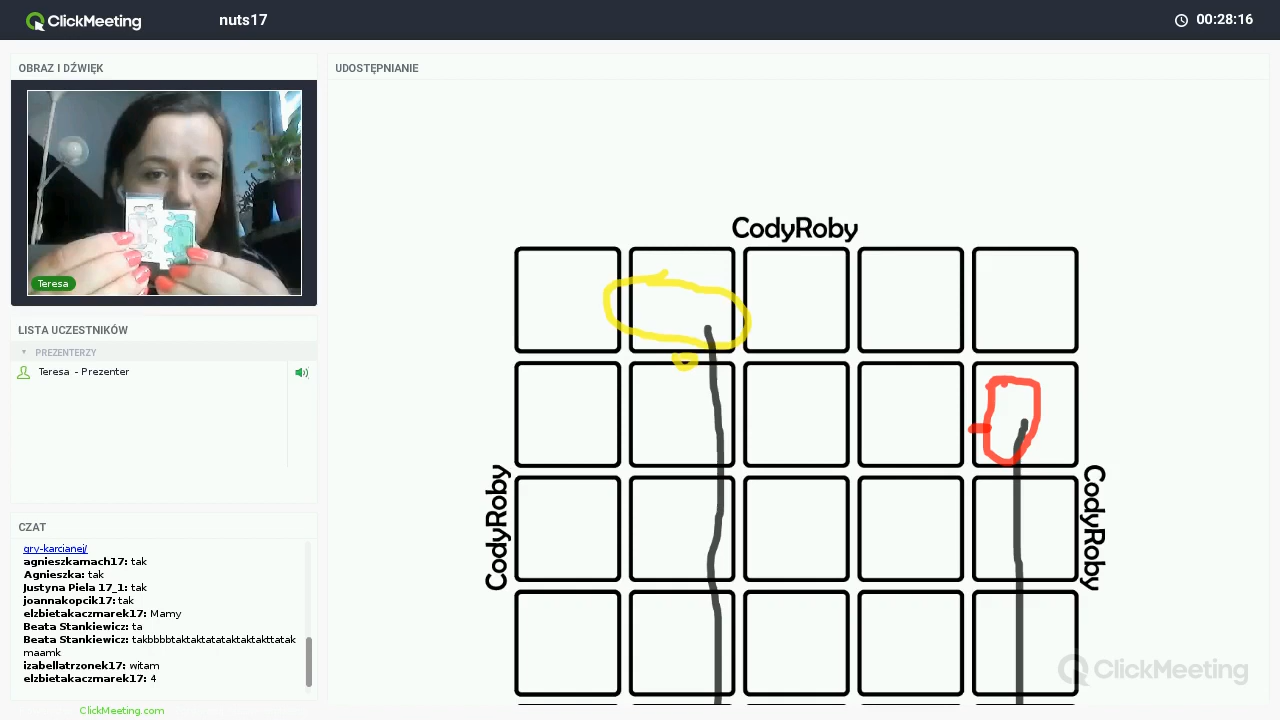 ClickMeeting
nuts17
00:28:16
OBRAZ I DŹWIĘK
UDOSTĘPNIANIE
Teresa
LISTA UCZESTNIKÓW
PREZENTERZY
Teresa - Prezenter
CZAT
gry-karcianej/
agnieszkamach17: tak
Agnieszka: tak
Justyna Piela 17_1: tak
joannakopcik17: tak
elzbietakaczmarek17: Mamy
Beata Stankiewicz: ta
Beata Stankiewicz: takbbbbtaktaktatataktaktakttatak
maamk
izabellatrzonek17: witam
elzbietakaczmarek17: 4
ClickMeeting.com
CodyRoby
CodyRoby
CodyRoby
ClickMeeting